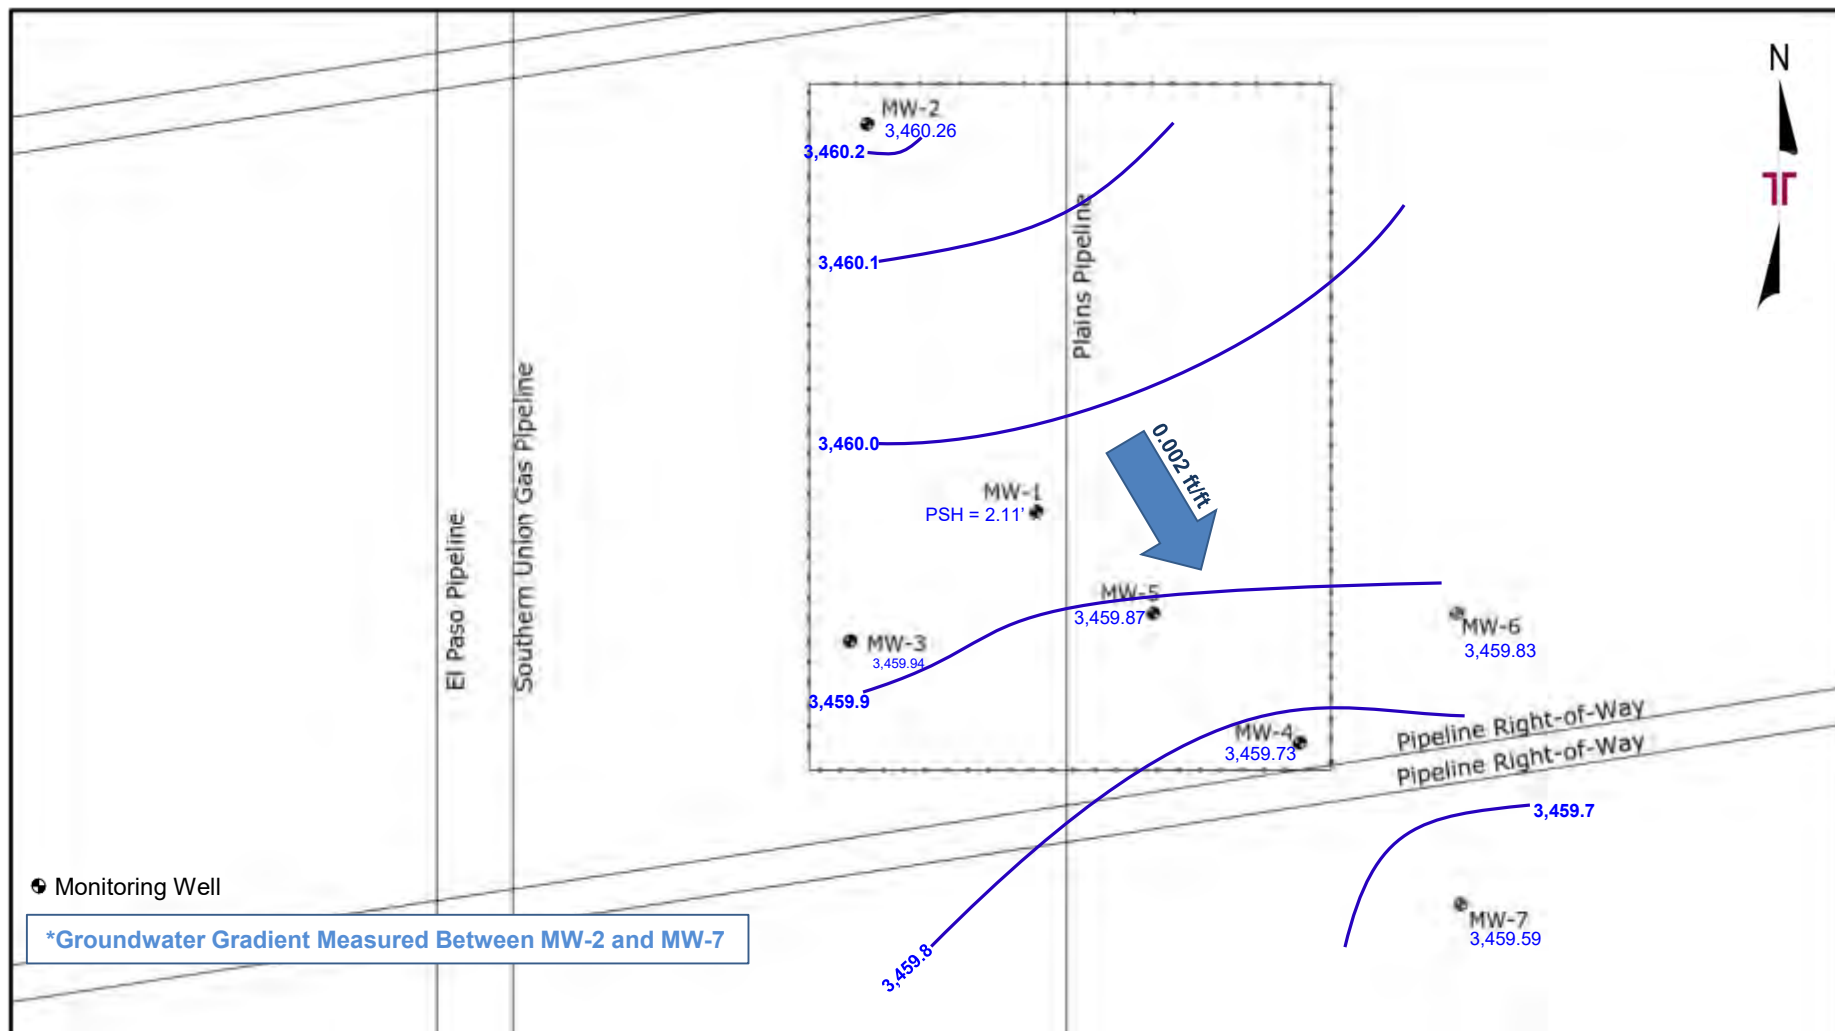 N
MW-2
3,460.26
3,460.2
Plains Pipeline
3,460.1
0.002 ft/ft
3,460.0
Southern Union Gas Pipeline
El Paso Pipeline
MW-1
PSH = 2.11'
MW-5
3,459.87
MW-3
3,459.94
3,459.9
MW-6
3,459.83
MW-4
3,459.73
Pipeline Right-of-Way
Pipeline Right-of-Way
3,459.7
Monitoring Well
MW-7
3,459.59
*Groundwater Gradient Measured Between MW-2 and MW-7
3,459.8